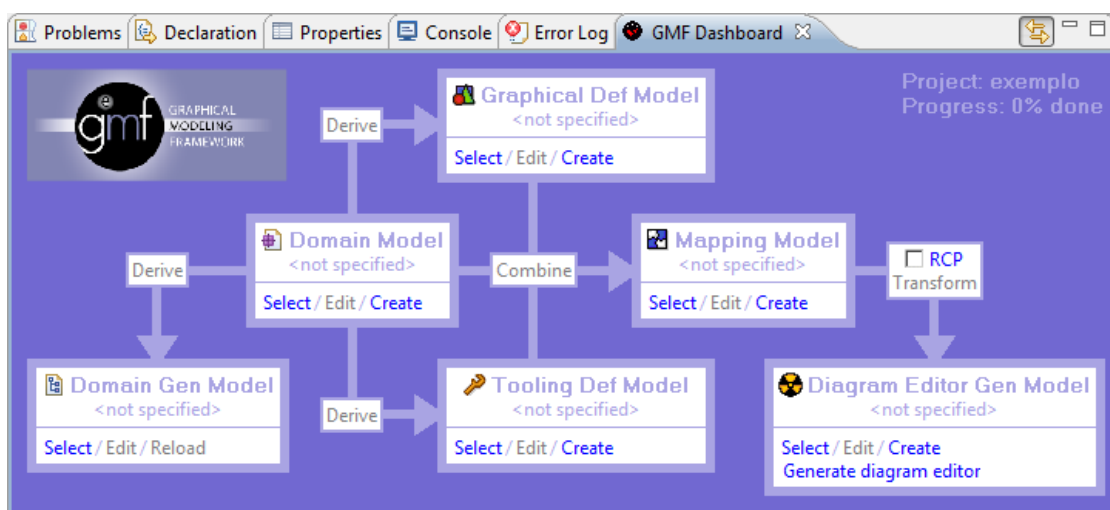 Problems Declaration Properties Console Error Log GMF Dashboard
e
gmf
GRAPHICAL
MODELING
FRAMEWORK
Project: exemplo
Progress: 0% done
Derive
Graphical Def Model
<not specified>
Select / Edit / Create
Derive
Domain Model
<not specified>
Select / Edit / Create
Combine
Mapping Model
<not specified>
Select / Edit / Create
RCP
Transform
Domain Gen Model
<not specified>
Select / Edit / Reload
Derive
Tooling Def Model
<not specified>
Select / Edit / Create
Diagram Editor Gen Model
<not specified>
Select / Edit / Create
Generate diagram editor